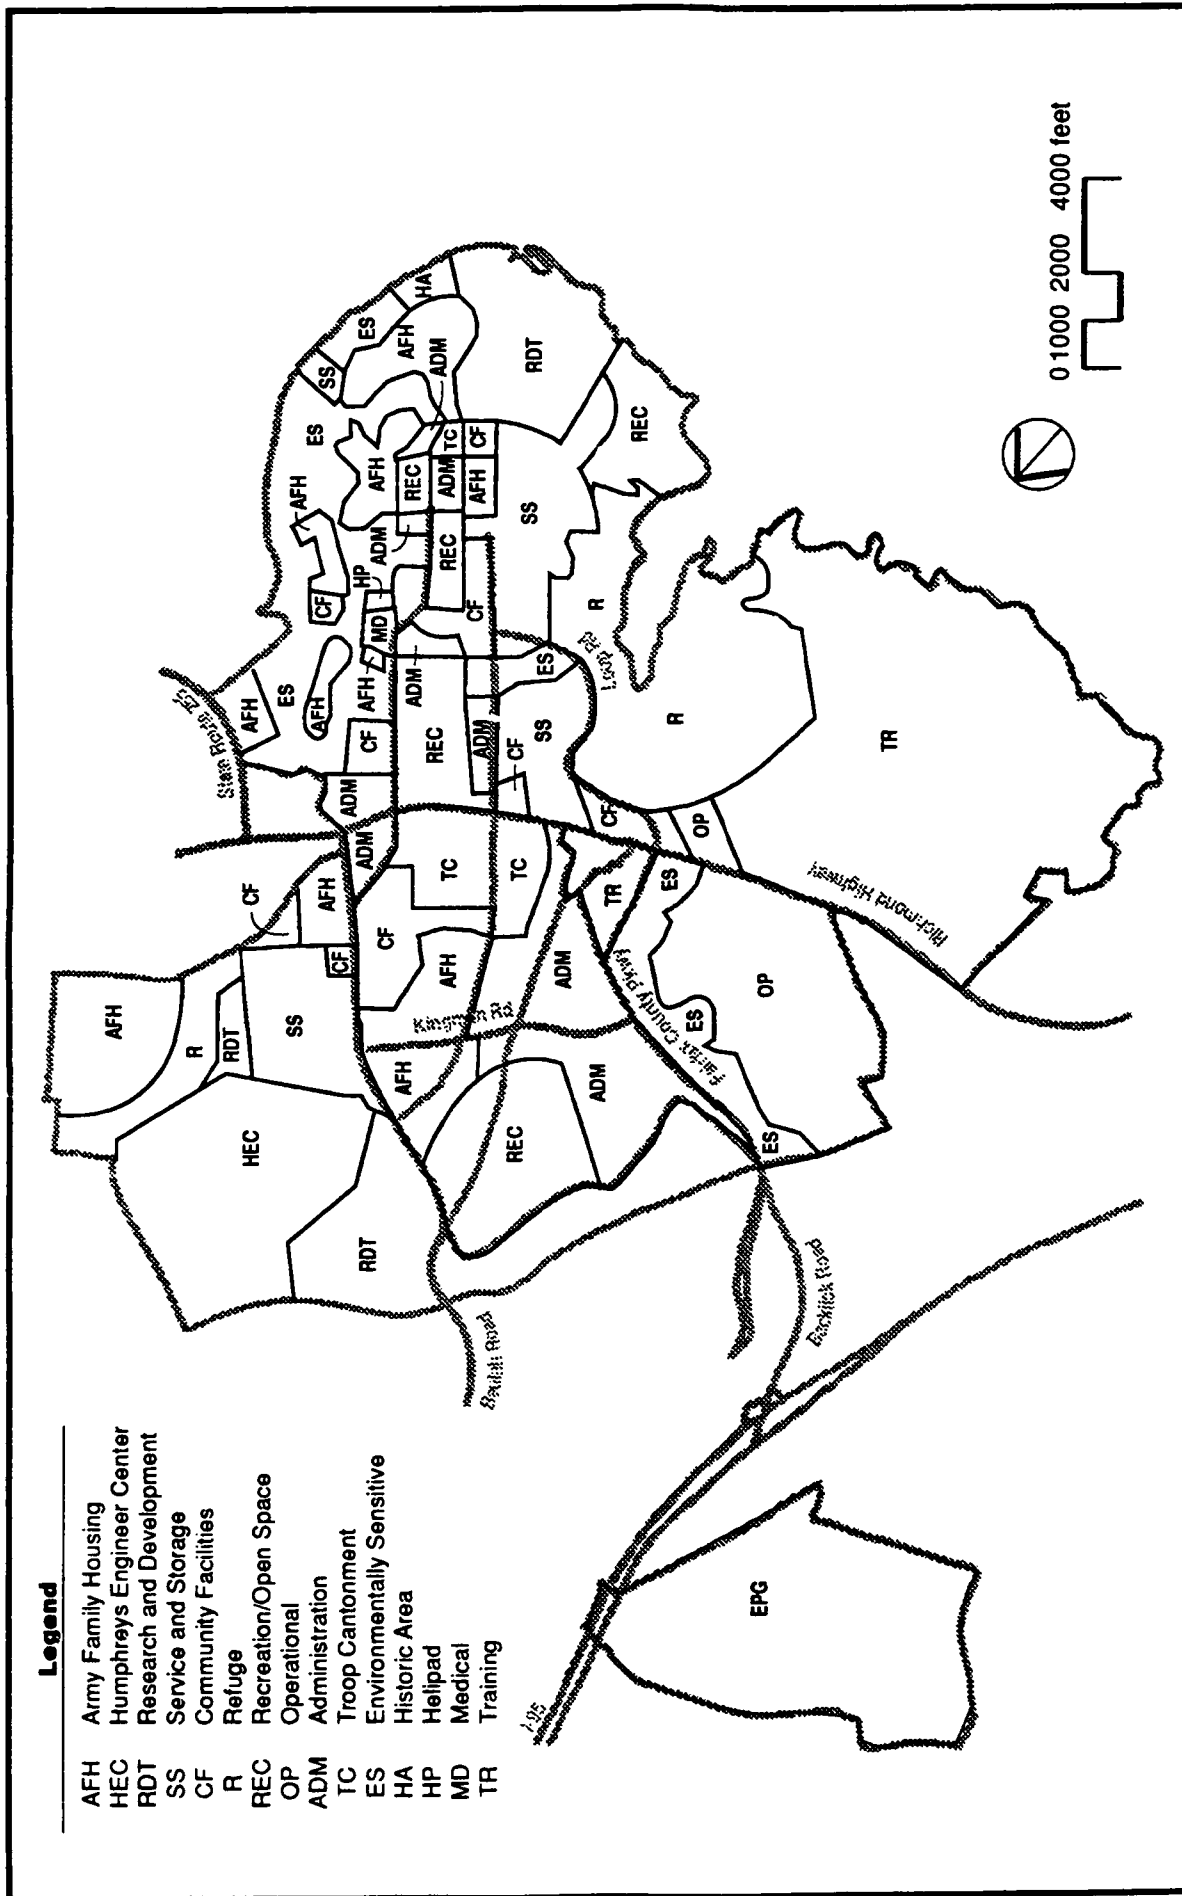 Legend
AFH Army Family Housing
HEC Humphreys Engineer Center
RDT Research and Development
SS Service and Storage
CF Community Facilities
R Refuge
REC Recreation/Open Space
OP Operational
ADM Administration
TC Troop Cantonment
ES Environmentally Sensitive
HA Historic Area
HP Helipad
MD Medical
TR Training
AFH
R
RDT
State Route 235
HEC
CF
AFH
ES
SS
AFH
AFH
CF
ES
AFH
SS
CF
ADM
HP
ADM
RDT
CF
AFH
ES
MD
AFH
ADM
CF
AFH
AFH
REC
ADM
HA
REC
ADM
AFH
TC
REC
ADM
TC
Kingman Rd
CF
AFH
CF
ADM
Beulah Road
REC
CF
TC
SS
RDT
SS
ES
ADM
ADM
R
CF
Loop Rd
TR
I-95
REC
ES
R
ES
OP
Fairfax County Pkwy
EPG
OP
ES
Backlick Road
Richmond Highway
TR
0 1000 2000 4000 feet